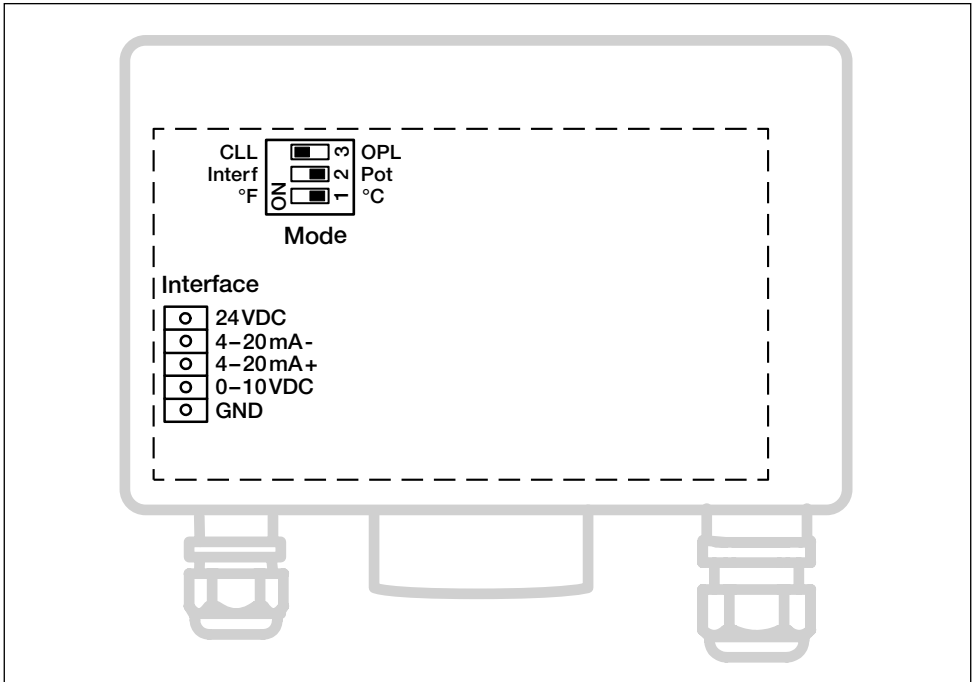 CLL 3 OPL
Interf 2 Pot
°F ON 1 °C
Mode
Interface
24VDC
4–20mA-
4–20mA+
0–10VDC
GND